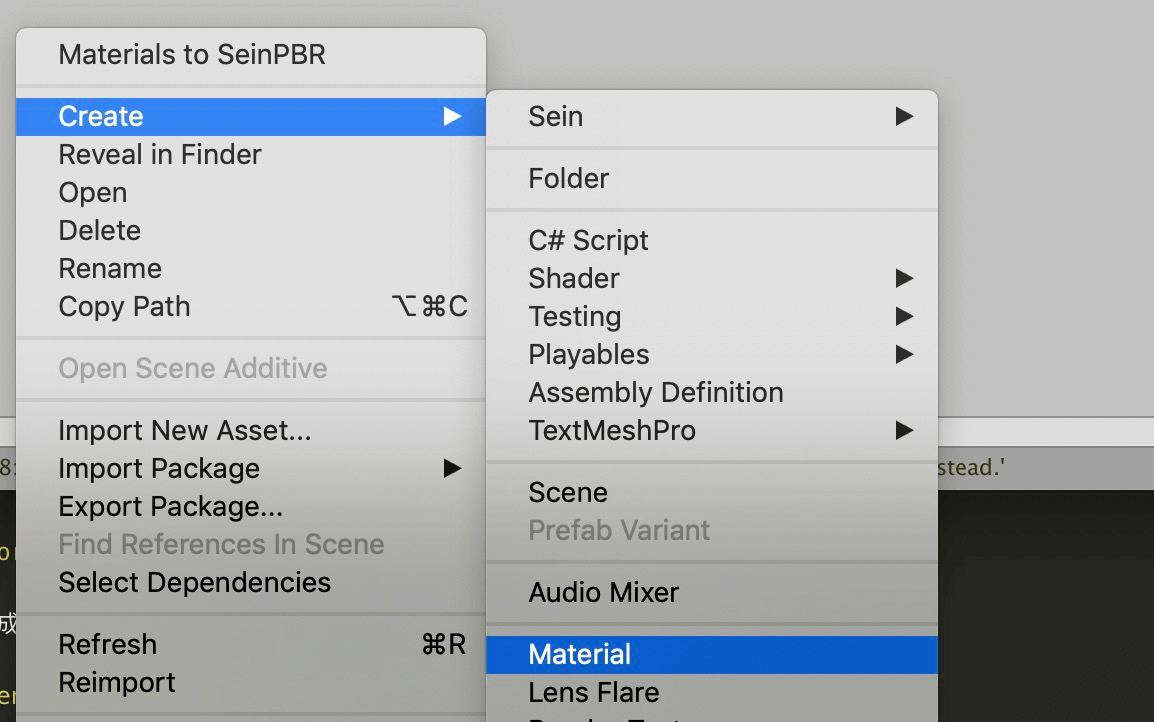 Materials to SeinPBR
Create
Reveal in Finder
Open
Delete
Rename
Copy Path ⌥⌘C
Open Scene Additive
Import New Asset...
Import Package
Export Package...
Find References In Scene
Select Dependencies
Refresh ⌘R
Reimport
Sein
Folder
C# Script
Shader
Testing
Playables
Assembly Definition
TextMeshPro
Scene
Prefab Variant
Audio Mixer
Material
Lens Flare
stead.'
8:
成